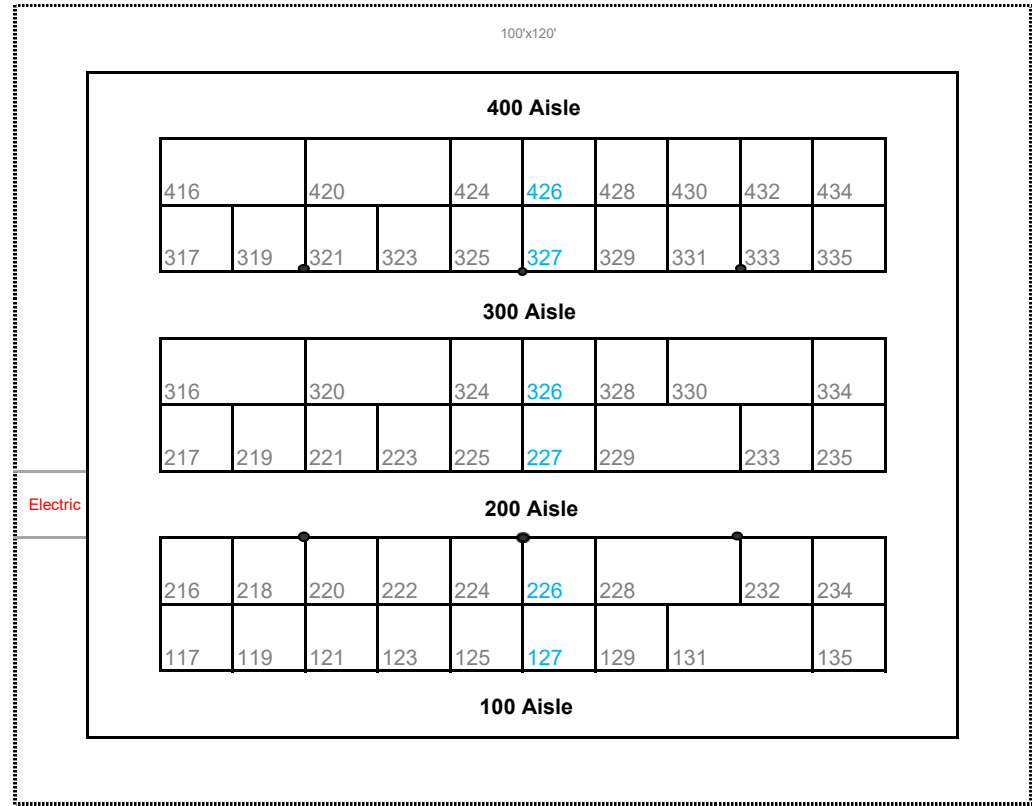 100'x120'
400 Aisle
416 420 424 426 428 430 432 434
317 319 321 323 325 327 329 331 333 335
300 Aisle
316 320 324 326 328 330 334
217 219 221 223 225 227 229 233 235
Electric
200 Aisle
216 218 220 222 224 226 228 232 234
117 119 121 123 125 127 129 131 135
100 Aisle